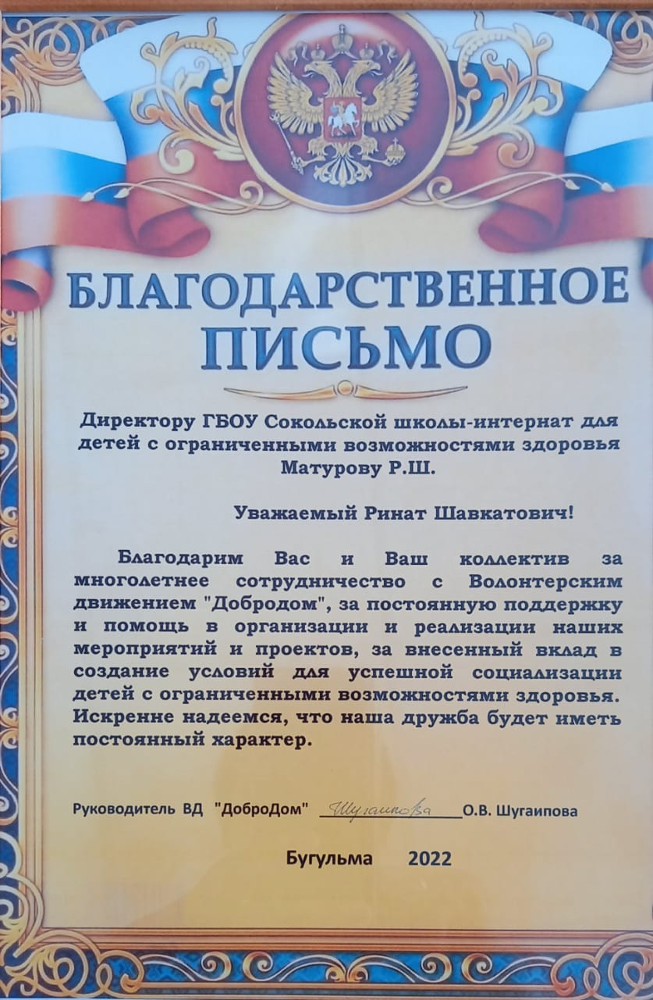 БЛАГОДАРСТВЕННОЕ
ПИСЬМО
Директору ГБОУ Сокольской школы-интернат для
детей с ограниченными возможностями здоровья
Матурову Р.Ш.
Уважаемый Ринат Шавкатович!
Благодарим Вас и Ваш коллектив за
многолетнее сотрудничество с Волонтерским
движением "Добродом", за постоянную поддержку
и помощь в организации и реализации наших
мероприятий и проектов, за внесенный вклад в
создание условий для успешной социализации
детей с ограниченными возможностями здоровья.
Искренне надеемся, что наша дружба будет иметь
постоянный характер.
Руководитель ВД "ДоброДом" Шугаипова О.В. Шугаипова
Бугульма 2022